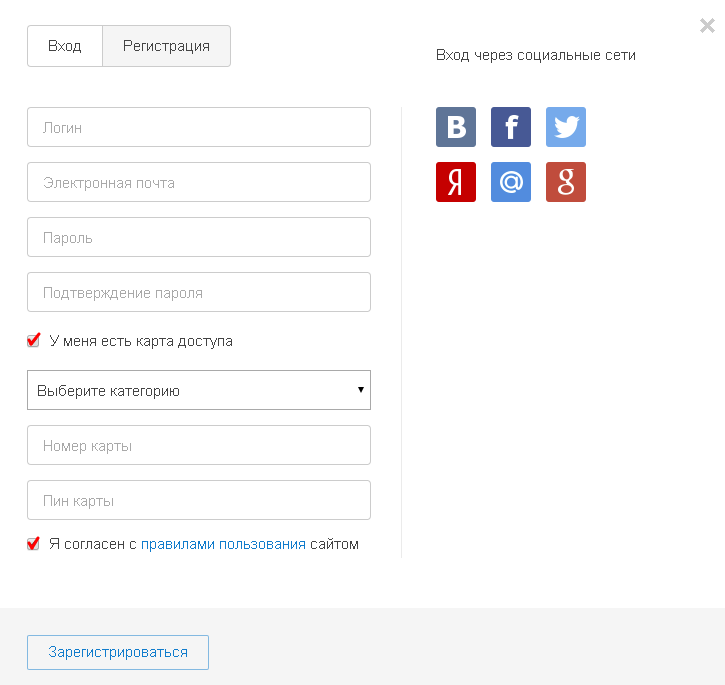 Вход Регистрация
Вход через социальные сети
Логин
Электронная почта
Пароль
Подтверждение пароля
У меня есть карта доступа
Выберите категорию
Номер карты
Пин карты
Я согласен с правилами пользования сайтом
В f
Я @ g
Зарегистрироваться